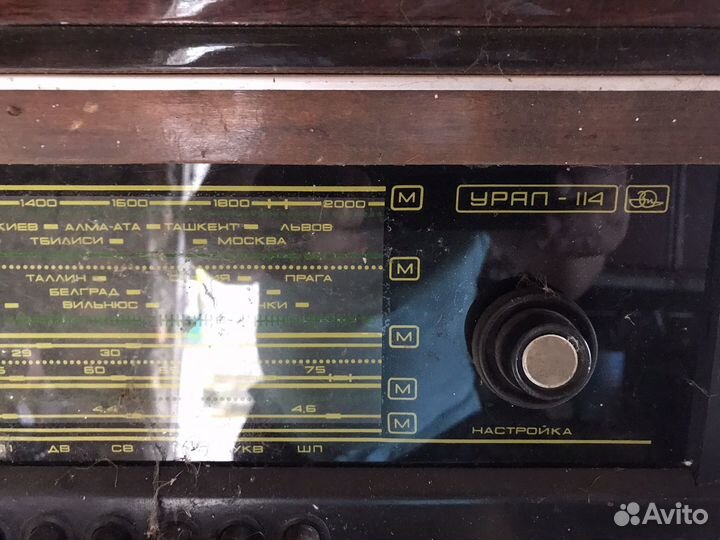 1400 1600 1800 2000 М УРАЛ - 114
КИЕВ АЛМА-АТА ТАШКЕНТ ЛЬВОВ
ТБИЛИСИ МОСКВА
М
ТАЛЛИН ПРАГА
БЕЛГРАД
ВИЛЬНЮС
М
29 30
60 75
М
4,4 4,6
М
НАСТРОЙКА
ДВ СВ УКВ ШП
Avito